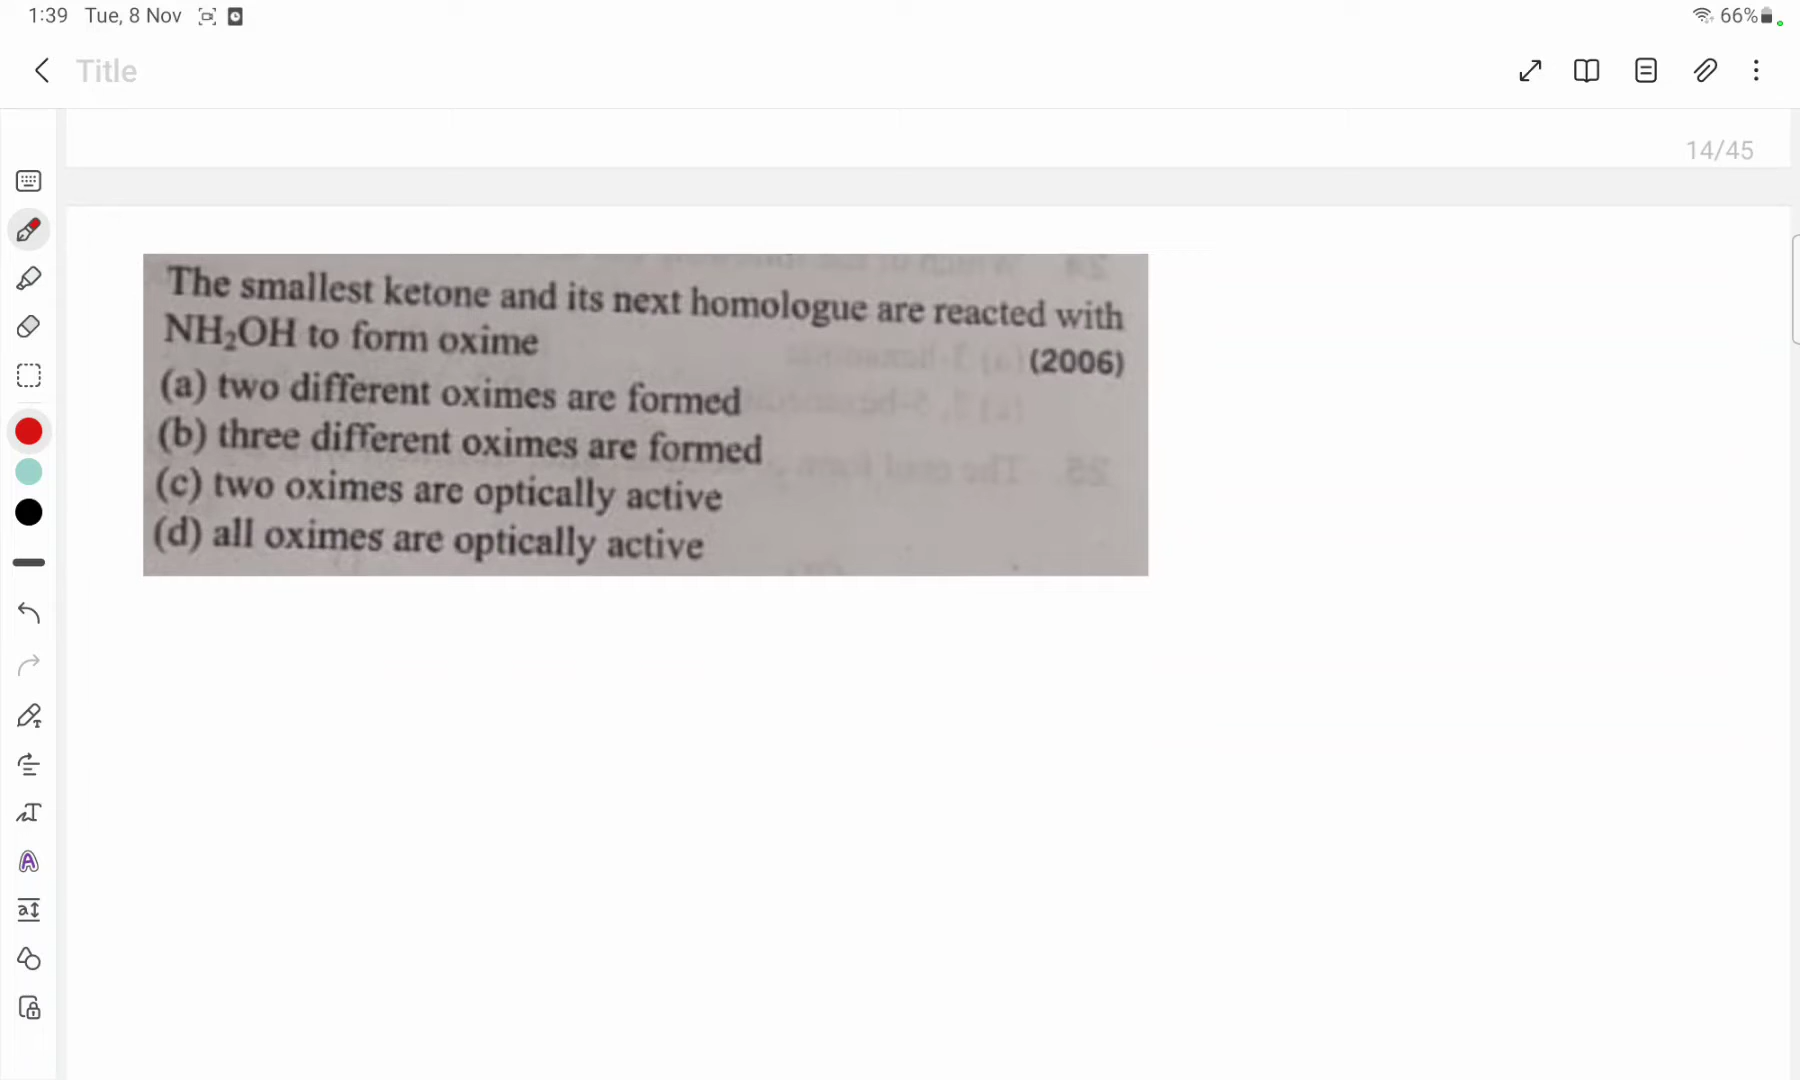 1:39 Tue, 8 Nov
66%
Title
14/45
The smallest ketone and its next homologue are reacted with
NH₂OH to form oxime
(2006)
(a) two different oximes are formed
(b) three different oximes are formed
(c) two oximes are optically active
(d) all oximes are optically active